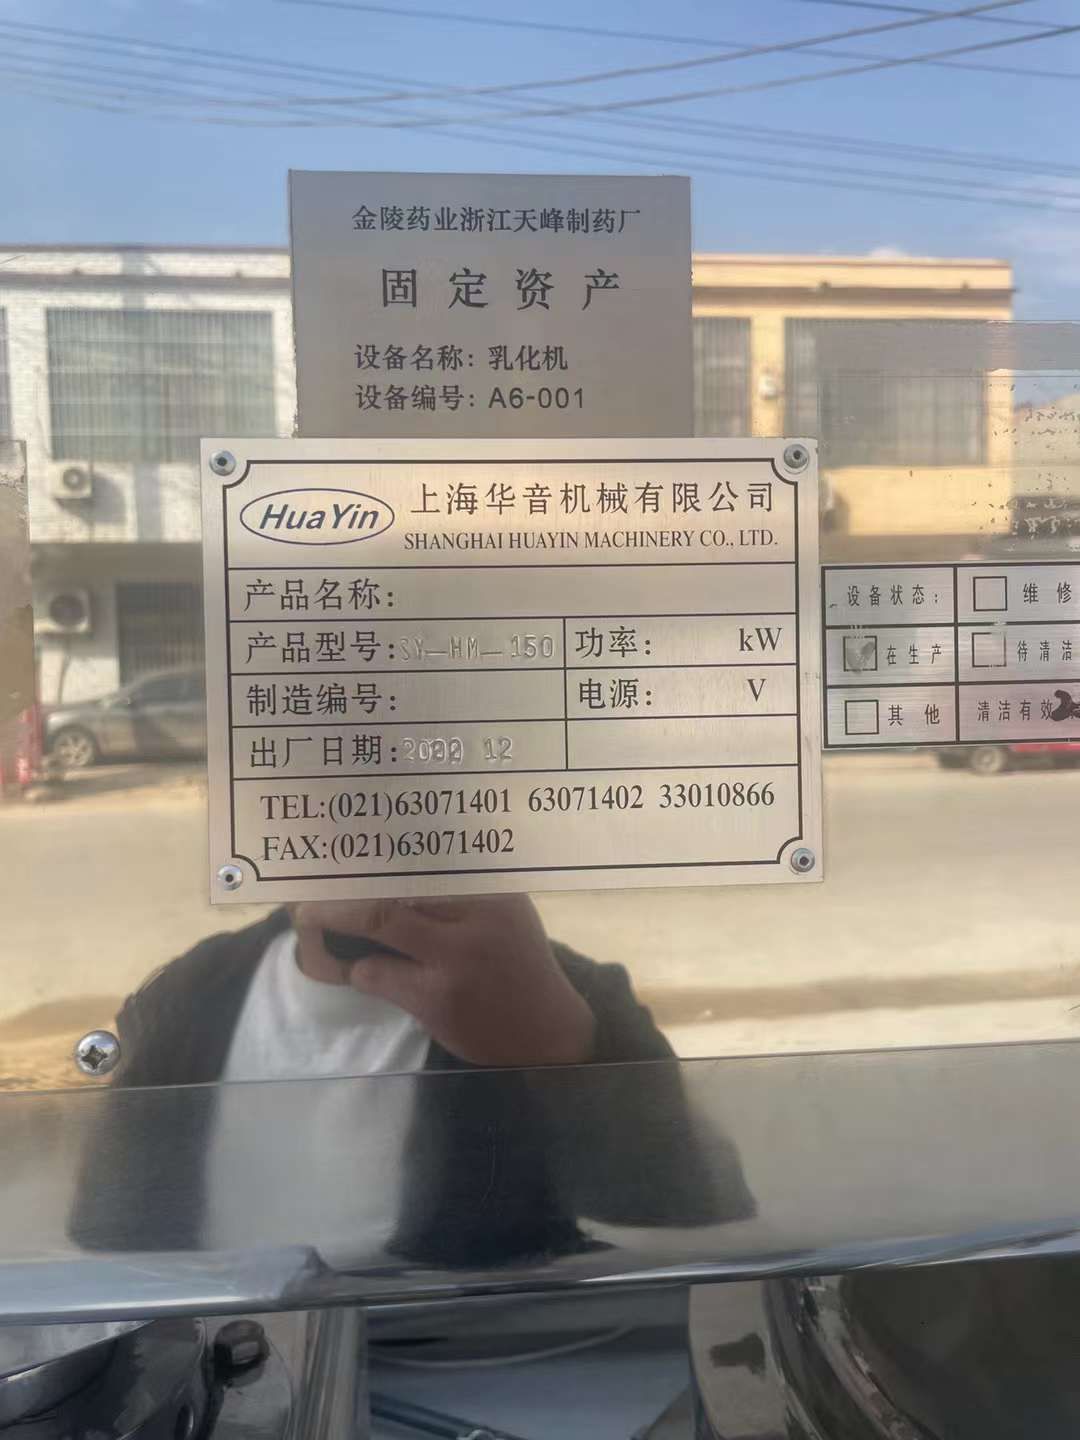 金陵药业浙江天峰制药厂
固定资产
设备名称：乳化机
设备编号：A6-001
HuaYin
上海华音机械有限公司
SHANGHAI HUAYIN MACHINERY CO., LTD.
产品名称：
产品型号：SY-HM-150 功率： kW
制造编号： 电源： V
出厂日期：2000 12
TEL:(021)63071401 63071402 33010866
FAX:(021)63071402
设备状态： 维修
在生产 待清洁
其他 清洁有效